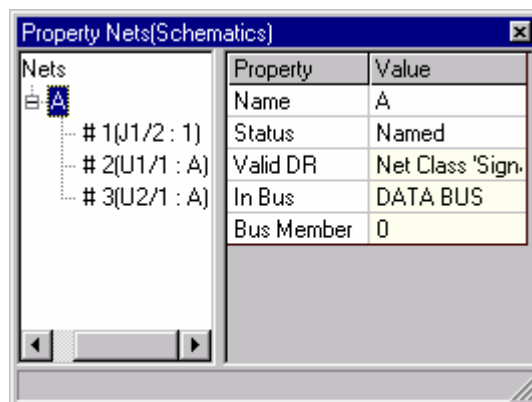 Property Nets(Schematics)
Nets
A
# 1(J1/2 : 1)
# 2(U1/1 : A)
# 3(U2/1 : A)
Property Value
Name A
Status Named
Valid DR Net Class 'Sign
In Bus DATA BUS
Bus Member 0